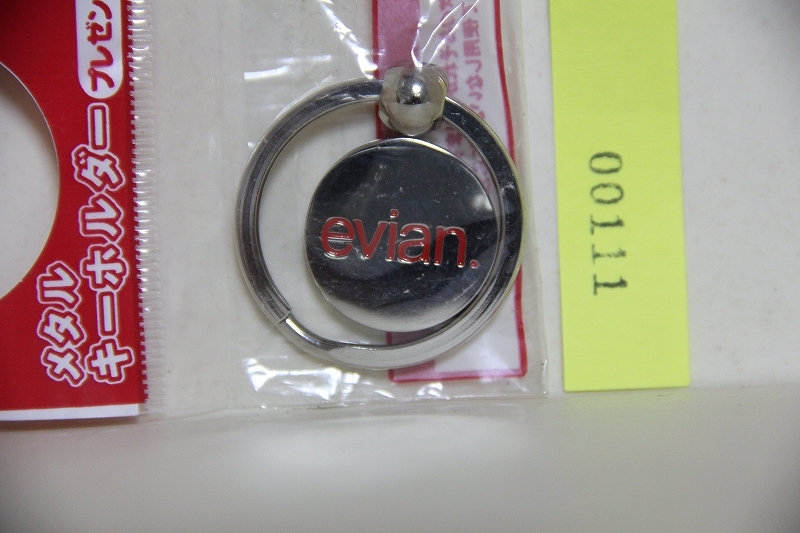 メタル
キーホルダー
プレゼン
evian.
00111